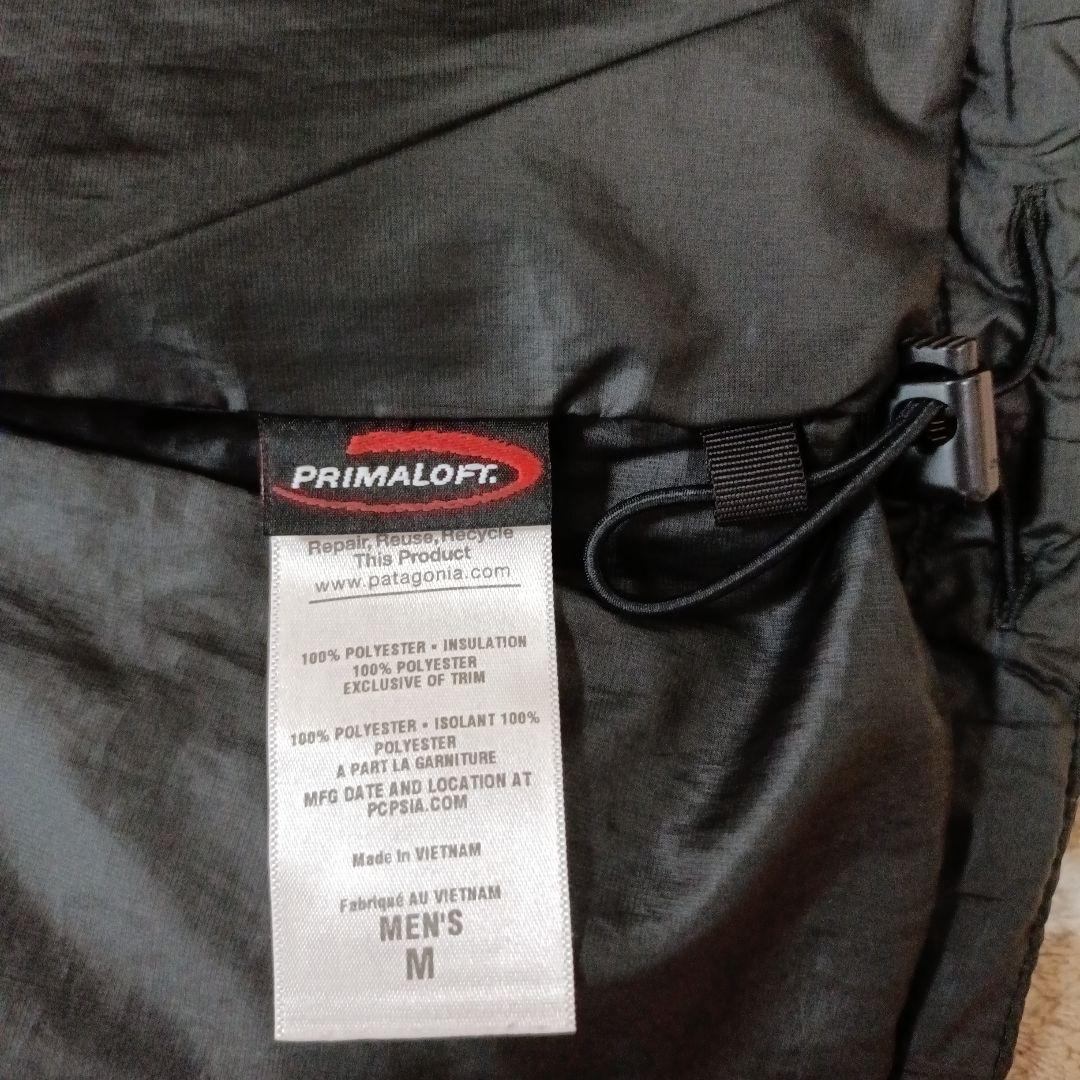 PRIMALOFT.
Repair, Reuse, Recycle
This Product
www.patagonia.com
100% POLYESTER • INSULATION
100% POLYESTER
EXCLUSIVE OF TRIM
100% POLYESTER • ISOLANT 100%
POLYESTER
A PART LA GARNITURE
MFG DATE AND LOCATION AT
PCPSIA.COM
Made In VIETNAM
Fabriqué AU VIETNAM
MEN'S
M